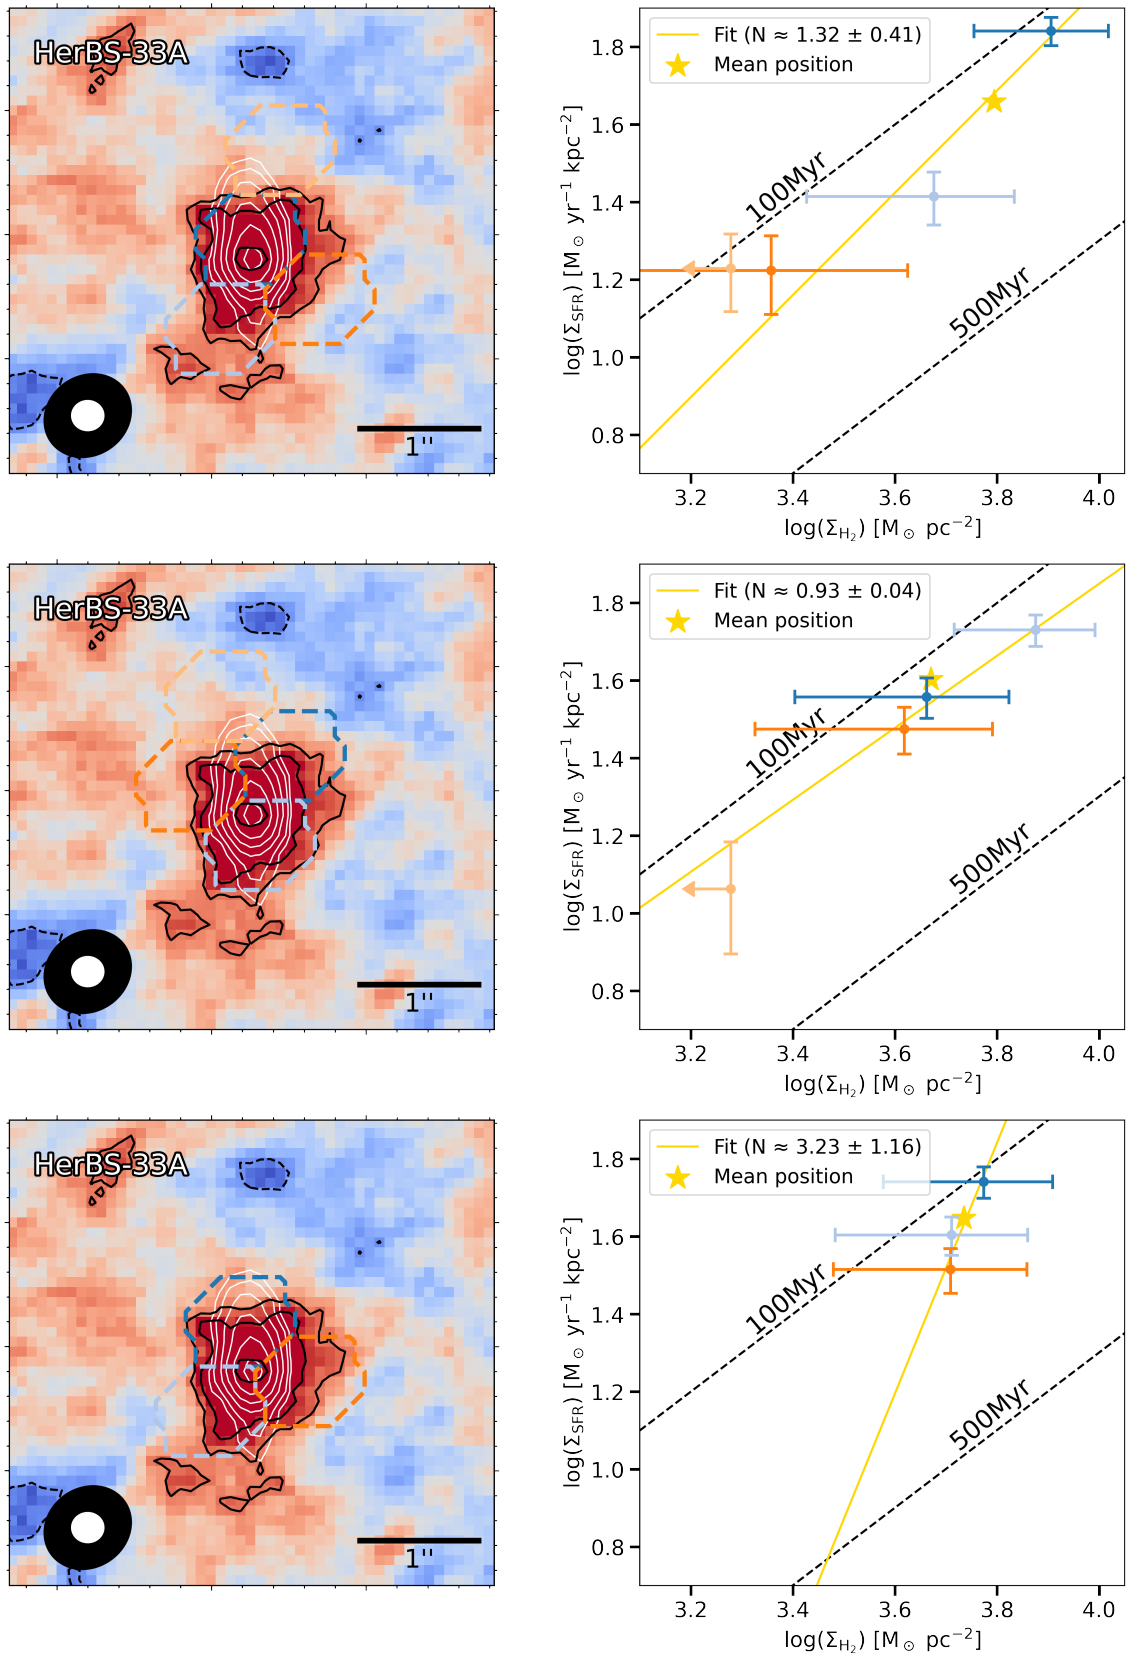 HerBS-33A
1''
Fit (N ≈ 1.32 ± 0.41)
Mean position
100Myr
500Myr
log(Σ_SFR) [M_⊙ yr⁻¹ kpc⁻²]
1.8
1.6
1.4
1.2
1.0
0.8
3.2 3.4 3.6 3.8 4.0
log(Σ_H₂) [M_⊙ pc⁻²]
HerBS-33A
1''
Fit (N ≈ 0.93 ± 0.04)
Mean position
100Myr
500Myr
log(Σ_SFR) [M_⊙ yr⁻¹ kpc⁻²]
1.8
1.6
1.4
1.2
1.0
0.8
3.2 3.4 3.6 3.8 4.0
log(Σ_H₂) [M_⊙ pc⁻²]
HerBS-33A
1''
Fit (N ≈ 3.23 ± 1.16)
Mean position
100Myr
500Myr
log(Σ_SFR) [M_⊙ yr⁻¹ kpc⁻²]
1.8
1.6
1.4
1.2
1.0
0.8
3.2 3.4 3.6 3.8 4.0
log(Σ_H₂) [M_⊙ pc⁻²]